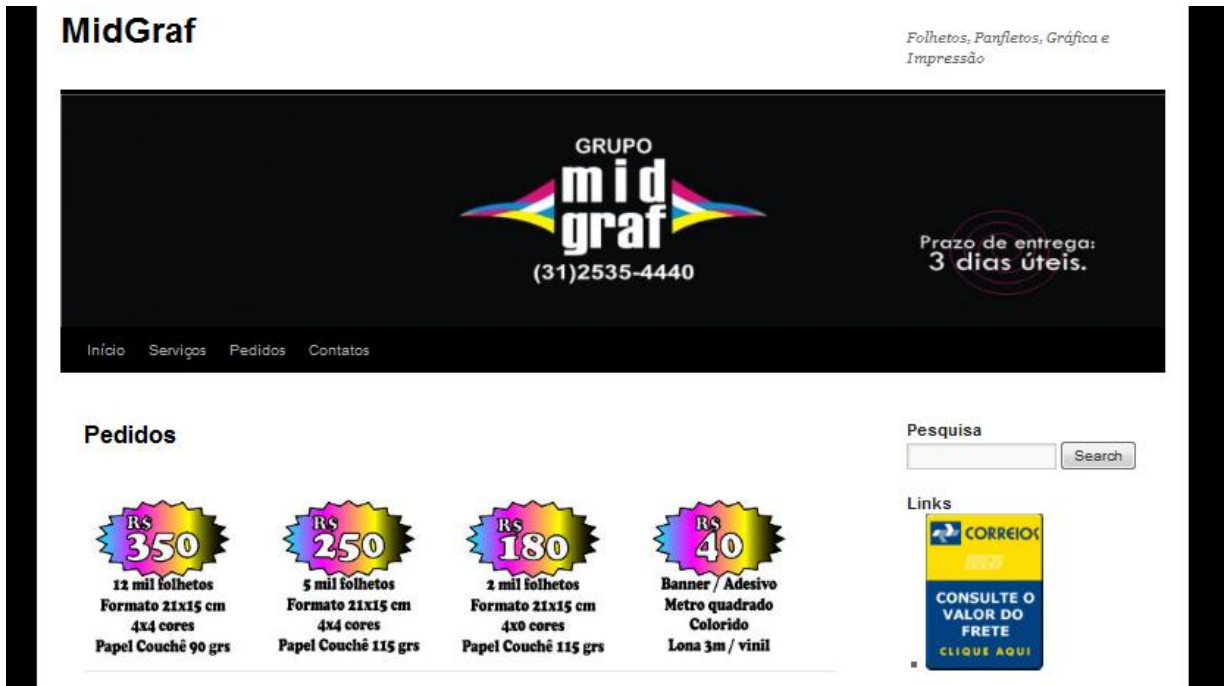 MidGraf
Folhetos, Panfletos, Gráfica e
Impressão
GRUPO
mid
graf
(31)2535-4440
Prazo de entrega:
3 dias úteis.
Início Serviços Pedidos Contatos
Pedidos
R$
350
12 mil folhetos
Formato 21x15 cm
4x4 cores
Papel Couchê 90 grs
R$
250
5 mil folhetos
Formato 21x15 cm
4x4 cores
Papel Couchê 115 grs
R$
180
2 mil folhetos
Formato 21x15 cm
4x0 cores
Papel Couchê 115 grs
R$
40
Banner / Adesivo
Metro quadrado
Colorido
Lona 3m / vinil
Pesquisa
Search
Links
CORREIOS
CONSULTE O
VALOR DO
FRETE
CLIQUE AQUI